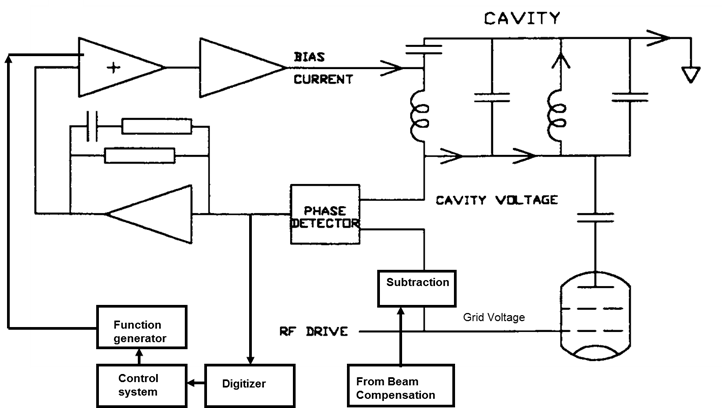 CAVITY
BIAS
CURRENT
+
PHASE
DETECTOR
CAVITY VOLTAGE
Subtraction
Grid Voltage
RF DRIVE
Function
generator
Control
system
Digitizer
From Beam
Compensation